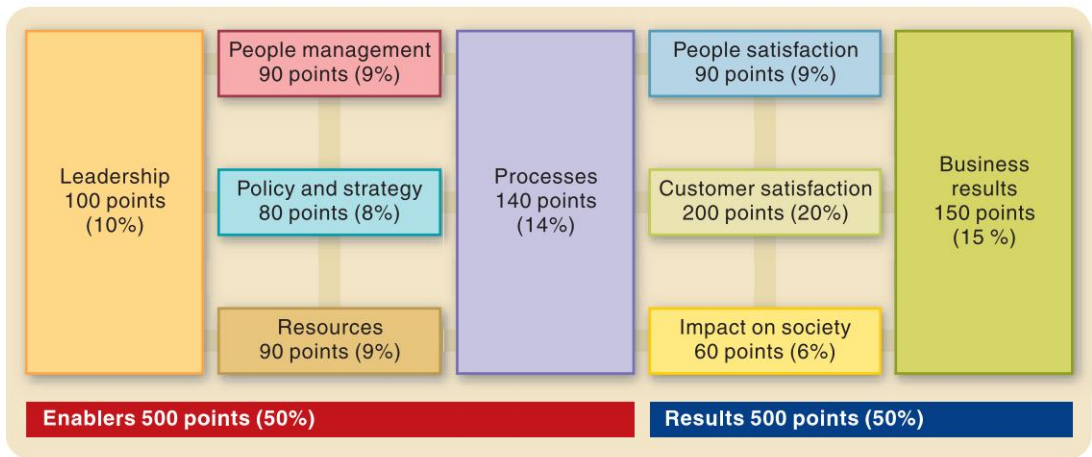 Leadership
100 points
(10%)
People management
90 points (9%)
Policy and strategy
80 points (8%)
Resources
90 points (9%)
Processes
140 points
(14%)
People satisfaction
90 points (9%)
Customer satisfaction
200 points (20%)
Impact on society
60 points (6%)
Business
results
150 points
(15 %)
Enablers 500 points (50%)
Results 500 points (50%)